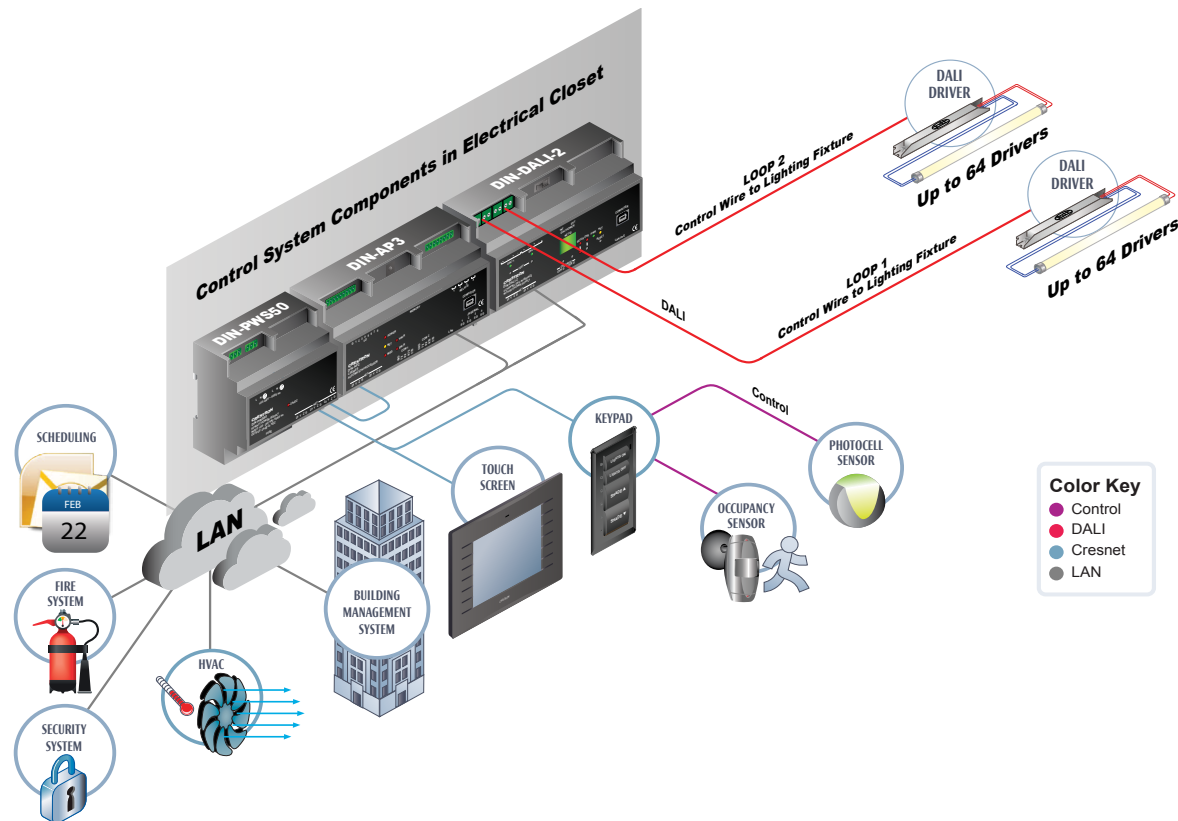 Control System Components in Electrical Closet
DIN-PWS50
DIN-AP3
DIN-DALI-2
DALI
DRIVER
Up to 64 Drivers
LOOP 2
Control Wire to Lighting Fixture
DALI
DRIVER
Up to 64 Drivers
LOOP 1
Control Wire to Lighting Fixture
DALI
Control
KEYPAD
PHOTOCELL
SENSOR
OCCUPANCY
SENSOR
TOUCH
SCREEN
SCHEDULING
FEB
22
LAN
FIRE
SYSTEM
BUILDING
MANAGEMENT
SYSTEM
HVAC
SECURITY
SYSTEM
Color Key
Control
DALI
Cresnet
LAN